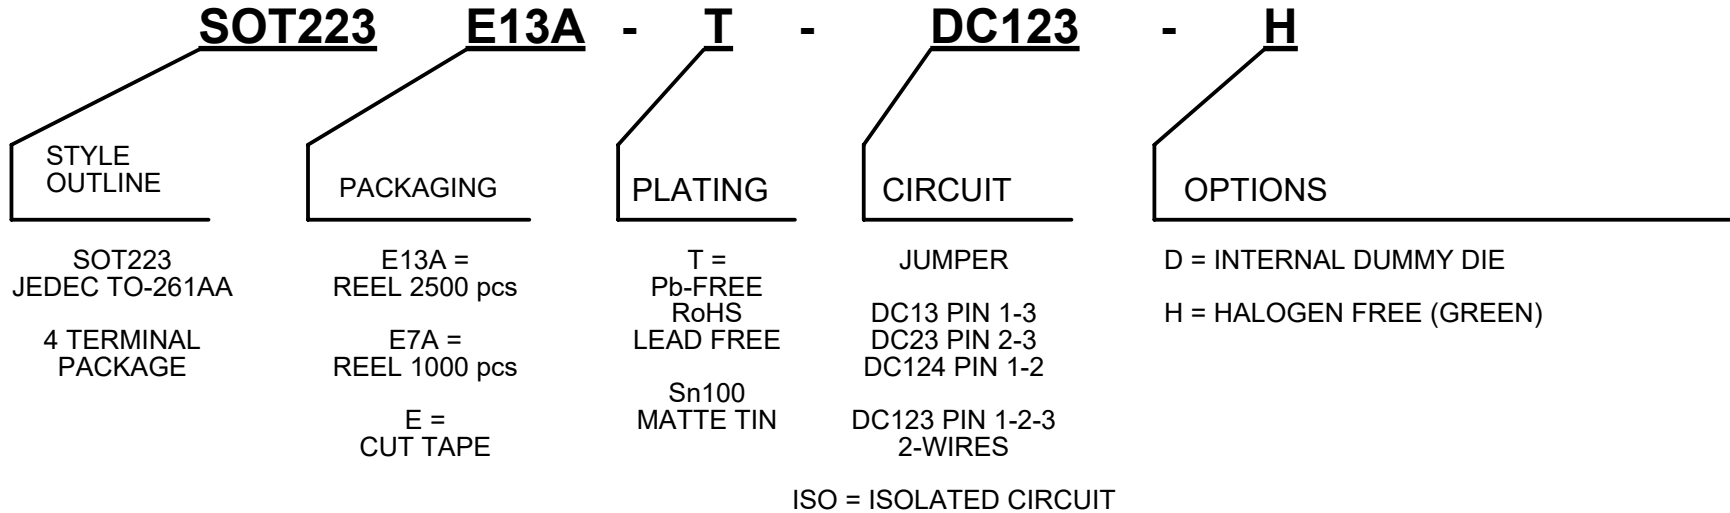 SOT223 E13A - T - DC123 - H
STYLE
OUTLINE
PACKAGING
PLATING
CIRCUIT
OPTIONS
SOT223
JEDEC TO-261AA
4 TERMINAL
PACKAGE
E13A =
REEL 2500 pcs
E7A =
REEL 1000 pcs
E =
CUT TAPE
T =
Pb-FREE
RoHS
LEAD FREE
Sn100
MATTE TIN
JUMPER
DC13 PIN 1-3
DC23 PIN 2-3
DC124 PIN 1-2
DC123 PIN 1-2-3
2-WIRES
ISO = ISOLATED CIRCUIT
D = INTERNAL DUMMY DIE
H = HALOGEN FREE (GREEN)